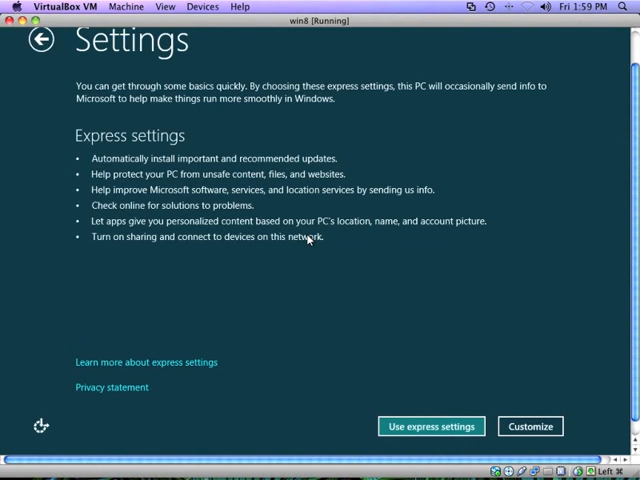 VirtualBox VM Machine View Devices Help Fri 1:59 PM
win8 [Running]
Settings
You can get through some basics quickly. By choosing these express settings, this PC will occasionally send info to
Microsoft to help make things run more smoothly in Windows.
Express settings
• Automatically install important and recommended updates.
• Help protect your PC from unsafe content, files, and websites.
• Help improve Microsoft software, services, and location services by sending us info.
• Check online for solutions to problems.
• Let apps give you personalized content based on your PC's location, name, and account picture.
• Turn on sharing and connect to devices on this network.
Learn more about express settings
Privacy statement
Use express settings Customize
Left ⌘